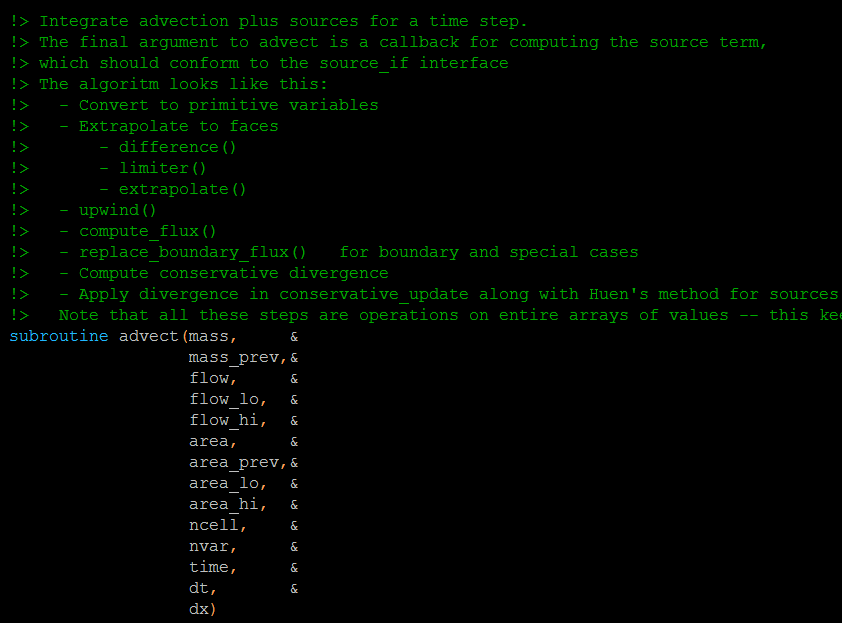 !> Integrate advection plus sources for a time step.
!> The final argument to advect is a callback for computing the source term,
!> which should conform to the source_if interface
!> The algoritm looks like this:
!>   - Convert to primitive variables
!>   - Extrapolate to faces
!>       - difference()
!>       - limiter()
!>       - extrapolate()
!>   - upwind()
!>   - compute_flux()
!>   - replace_boundary_flux()   for boundary and special cases
!>   - Compute conservative divergence
!>   - Apply divergence in conservative_update along with Huen's method for sources
!>   Note that all these steps are operations on entire arrays of values -- this
subroutine advect(mass,     &
                  mass_prev,&
                  flow,     &
                  flow_lo,  &
                  flow_hi,  &
                  area,     &
                  area_prev,&
                  area_lo,  &
                  area_hi,  &
                  ncell,    &
                  nvar,     &
                  time,     &
                  dt,       &
                  dx)